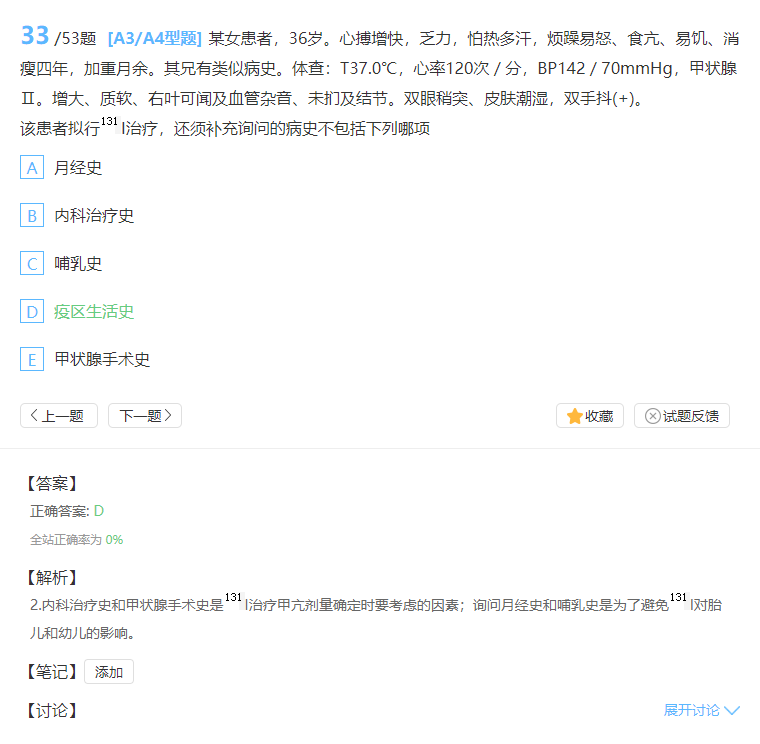 33 /53题 [A3/A4型题] 某女患者，36岁。心搏增快，乏力，怕热多汗，烦躁易怒、食亢、易饥、消
瘦四年，加重月余。其兄有类似病史。体查：T37.0℃，心率120次 / 分，BP142 / 70mmHg，甲状腺
Ⅱ。增大、质软、右叶可闻及血管杂音、未扪及结节。双眼稍突、皮肤潮湿，双手抖(+)。
该患者拟行131 I治疗，还须补充询问的病史不包括下列哪项
A 月经史
B 内科治疗史
C 哺乳史
D 疫区生活史
E 甲状腺手术史
上一题 下一题 收藏 试题反馈
【答案】
正确答案: D
全站正确率为 0%
【解析】
2.内科治疗史和甲状腺手术史是131 I治疗甲亢剂量确定时要考虑的因素；询问月经史和哺乳史是为了避免131 I对胎
儿和幼儿的影响。
【笔记】 添加
【讨论】 展开讨论